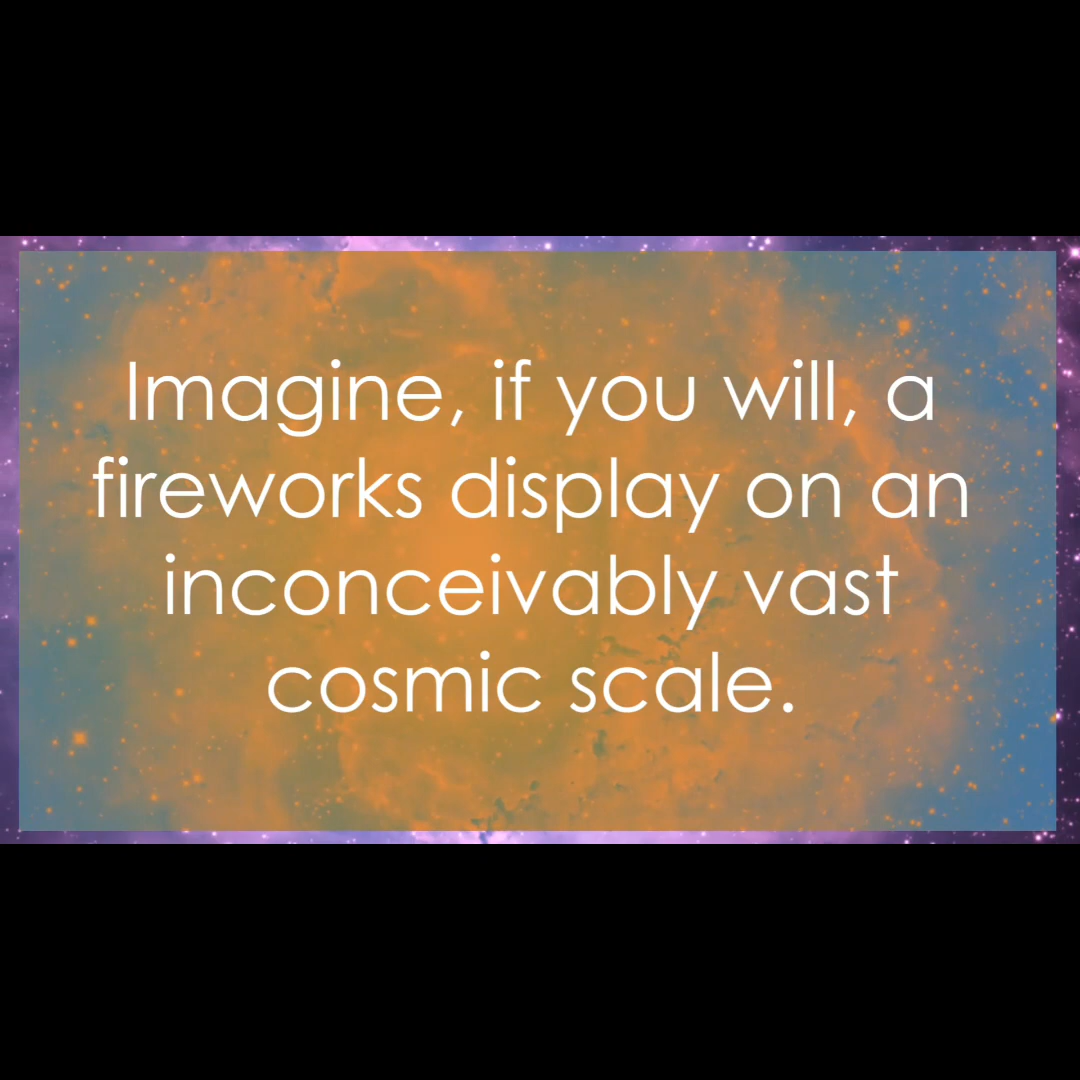 Imagine, if you will, a
fireworks display on an
inconceivably vast
cosmic scale.